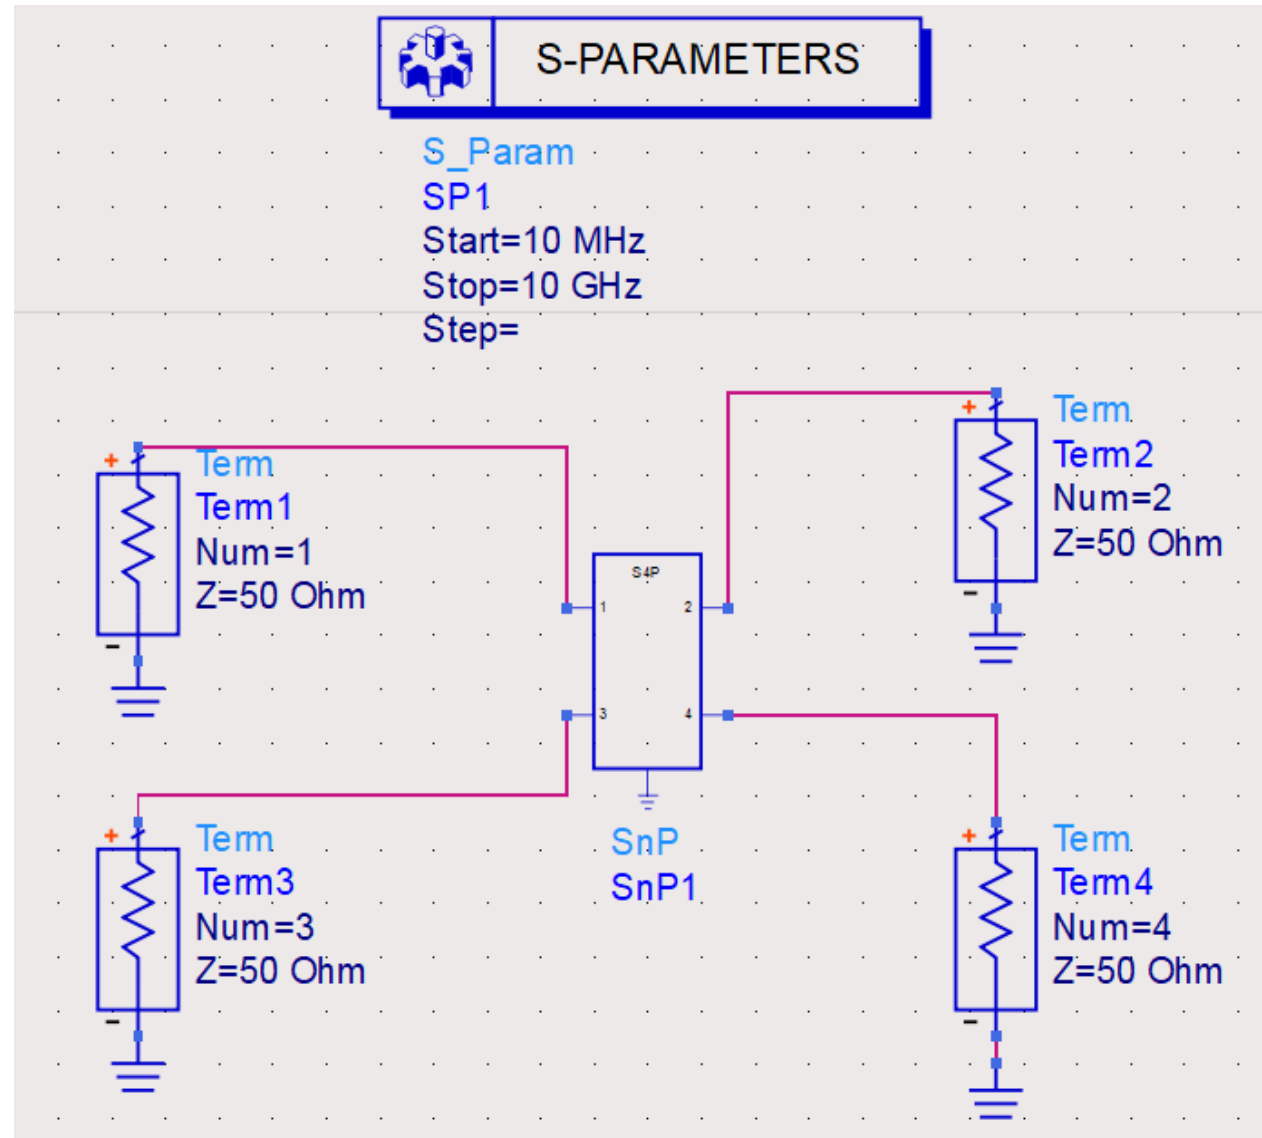 S-PARAMETERS
S_Param
SP1
Start=10 MHz
Stop=10 GHz
Step=
+
Term
Term1
Num=1
Z=50 Ohm
-
+
Term
Term2
Num=2
Z=50 Ohm
-
S4P
1
2
3
4
SnP
SnP1
+
Term
Term3
Num=3
Z=50 Ohm
-
+
Term
Term4
Num=4
Z=50 Ohm
-